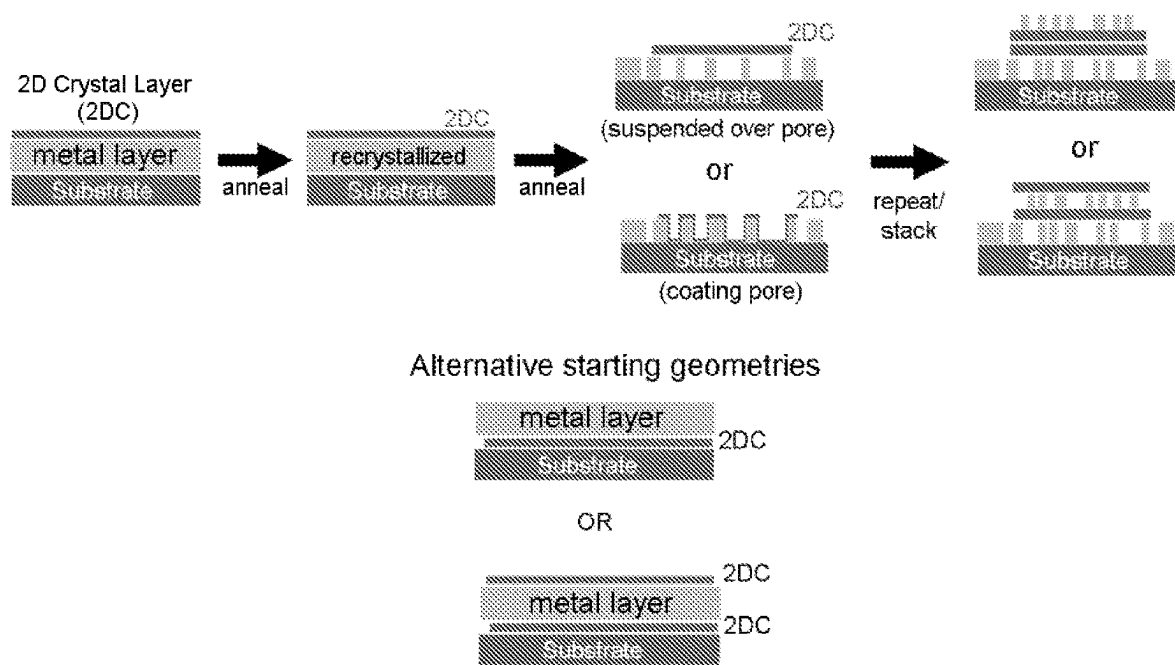 2D Crystal Layer
(2DC)
metal layer
Substrate
anneal
2DC
recrystallized
Substrate
anneal
2DC
Substrate
(suspended over pore)
or
2DC
Substrate
(coating pore)
repeat/
stack
Substrate
or
Substrate
Alternative starting geometries
metal layer
2DC
Substrate
OR
2DC
metal layer
2DC
Substrate